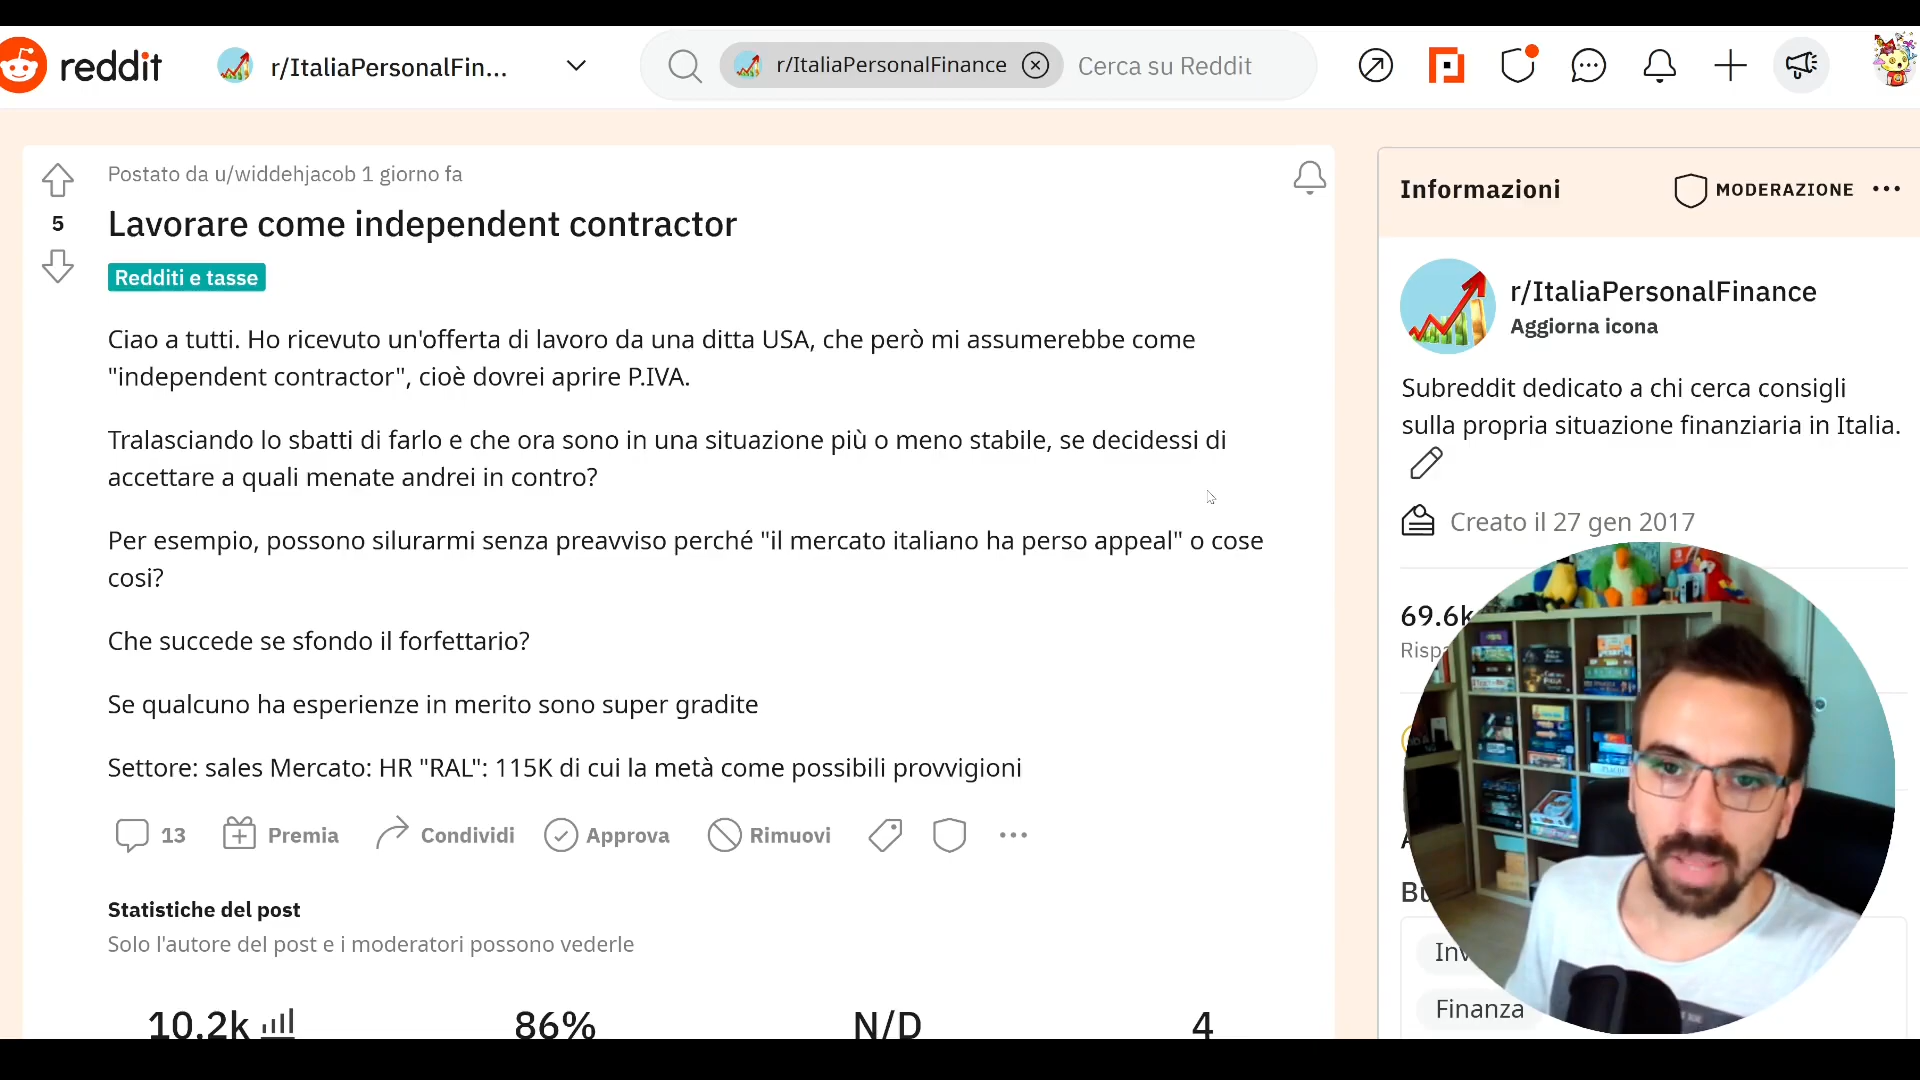 reddit
r/ItaliaPersonalFin...
r/ItaliaPersonalFinance
Cerca su Reddit
Postato da u/widdehjacob 1 giorno fa
5
Lavorare come independent contractor
Redditi e tasse
Ciao a tutti. Ho ricevuto un'offerta di lavoro da una ditta USA, che però mi assumerebbe come
"independent contractor", cioè dovrei aprire P.IVA.
Tralasciando lo sbatti di farlo e che ora sono in una situazione più o meno stabile, se decidessi di
accettare a quali menate andrei in contro?
Per esempio, possono silurarmi senza preavviso perché "il mercato italiano ha perso appeal" o cose
cosi?
Che succede se sfondo il forfettario?
Se qualcuno ha esperienze in merito sono super gradite
Settore: sales Mercato: HR "RAL": 115K di cui la metà come possibili provvigioni
13 Premia Condividi Approva Rimuovi
Statistiche del post
Solo l'autore del post e i moderatori possono vederle
10.2k 86% N/D 4
Informazioni MODERAZIONE
r/ItaliaPersonalFinance
Aggiorna icona
Subreddit dedicato a chi cerca consigli
sulla propria situazione finanziaria in Italia.
Creato il 27 gen 2017
69.6k
Risp
Bu
Inv
Finanza